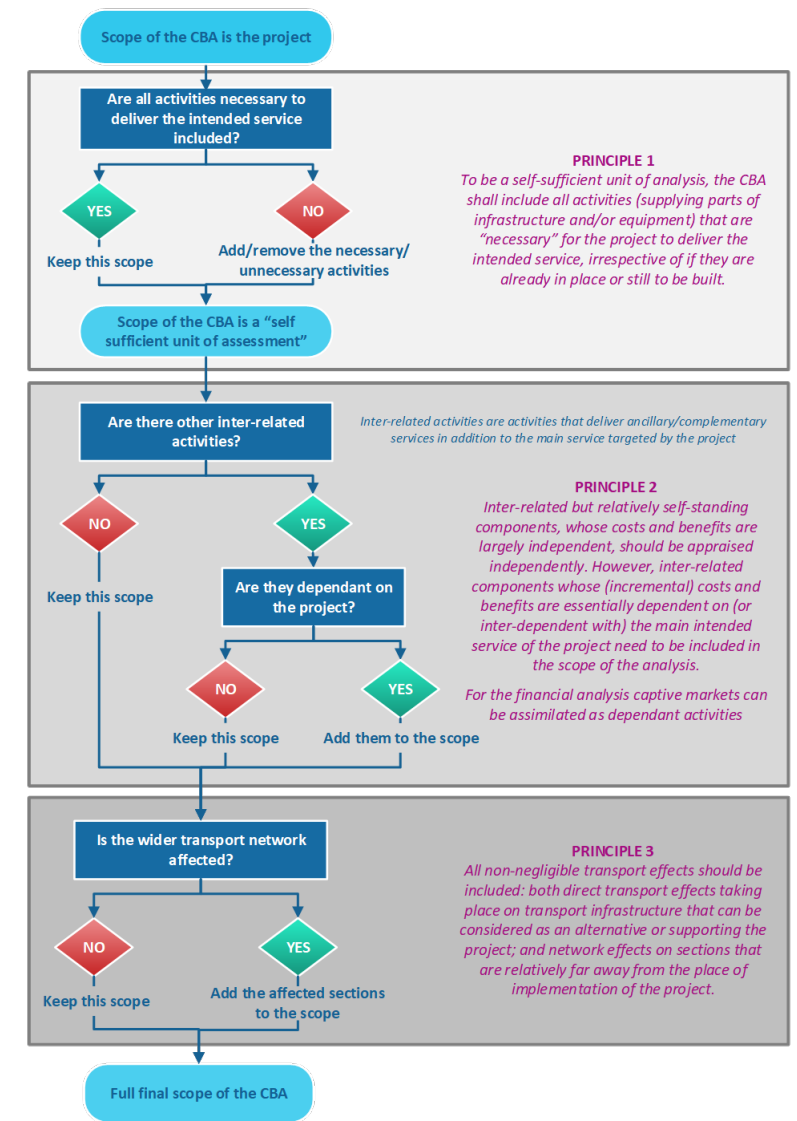 Scope of the CBA is the project
Are all activities necessary to
deliver the intended service
included?
YES
NO
Keep this scope
Add/remove the necessary/
unnecessary activities
Scope of the CBA is a “self
sufficient unit of assessment”
PRINCIPLE 1
To be a self-sufficient unit of analysis, the CBA
shall include all activities (supplying parts of
infrastructure and/or equipment) that are
“necessary” for the project to deliver the
intended service, irrespective of if they are
already in place or still to be built.
Are there other inter-related
activities?
Inter-related activities are activities that deliver ancillary/complementary
services in addition to the main service targeted by the project
NO
YES
Keep this scope
Are they dependant on
the project?
NO
YES
Keep this scope
Add them to the scope
PRINCIPLE 2
Inter-related but relatively self-standing
components, whose costs and benefits are
largely independent, should be appraised
independently. However, inter-related
components whose (incremental) costs and
benefits are essentially dependent on (or
inter-dependent with) the main intended
service of the project need to be included in
the scope of the analysis.
For the financial analysis captive markets can
be assimilated as dependant activities
Is the wider transport network
affected?
NO
YES
Keep this scope
Add the affected sections
to the scope
PRINCIPLE 3
All non-negligible transport effects should be
included: both direct transport effects taking
place on transport infrastructure that can be
considered as an alternative or supporting the
project; and network effects on sections that
are relatively far away from the place of
implementation of the project.
Full final scope of the CBA